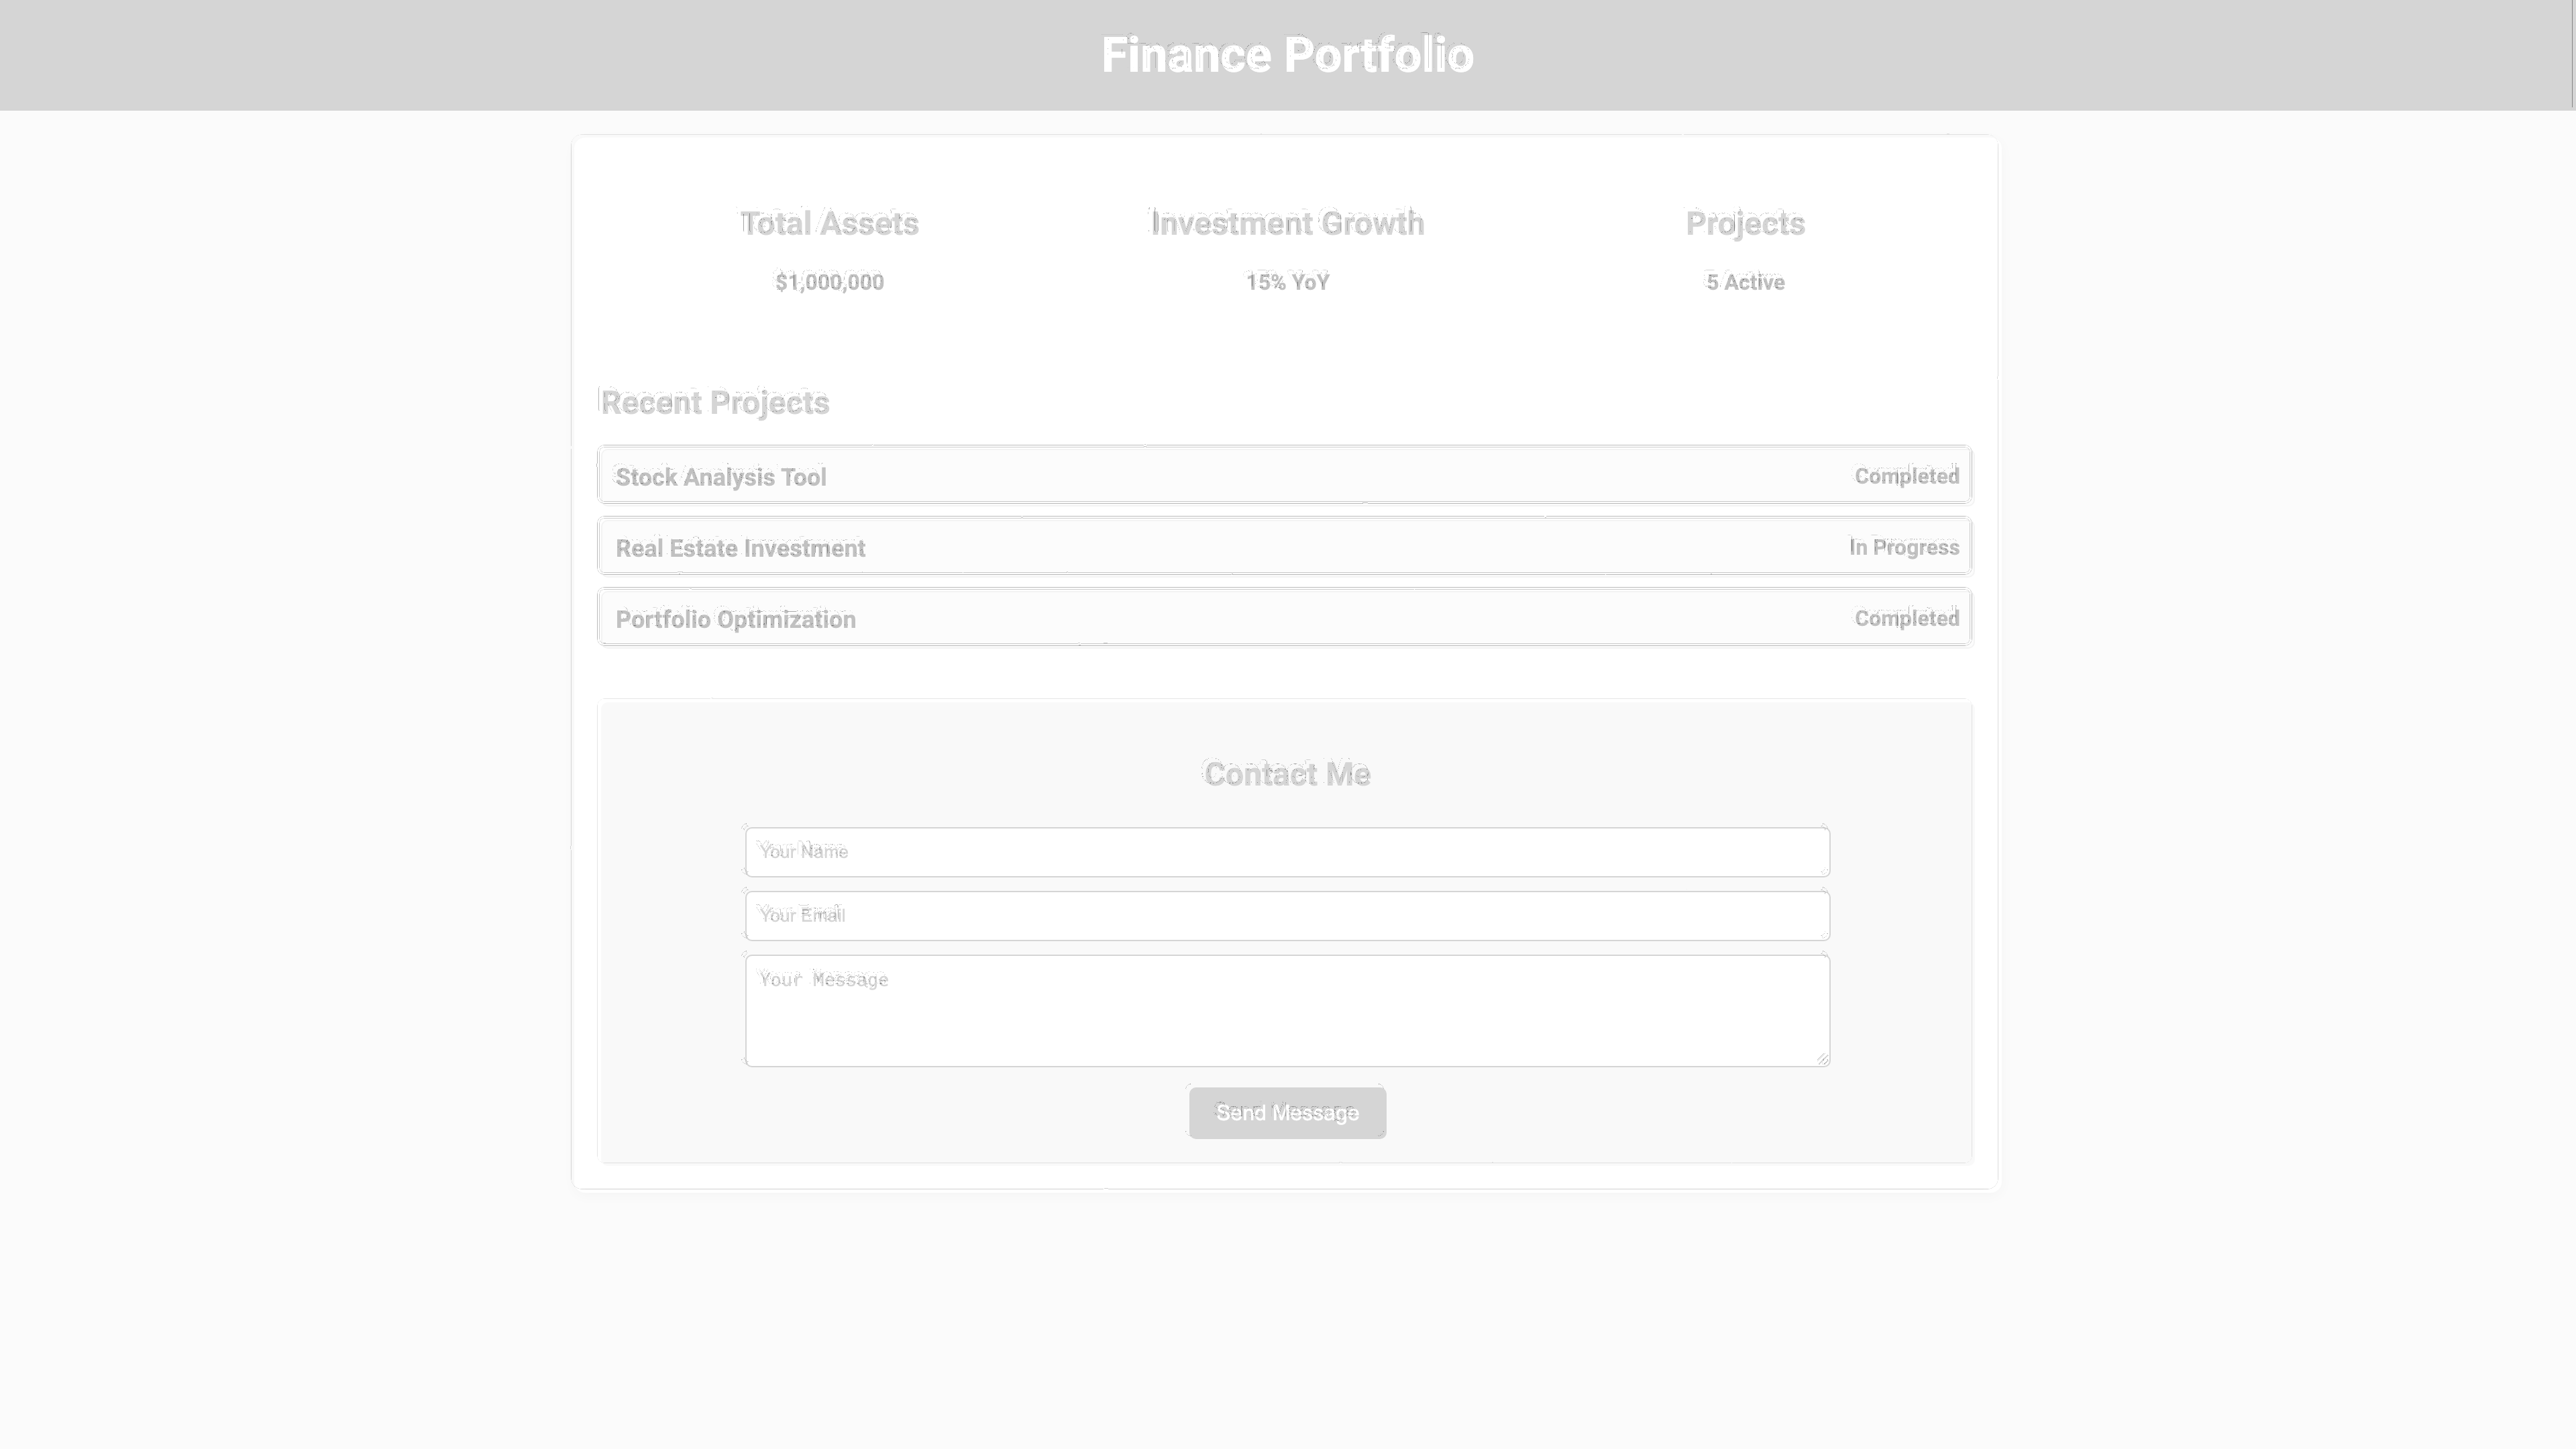 Finance Portfolio
Total Assets
$1,000,000
Investment Growth
15% YoY
Projects
5 Active
Recent Projects
Stock Analysis Tool
Completed
Real Estate Investment
In Progress
Portfolio Optimization
Completed
Contact Me
Your Name
Your Email
Your Message
Send Message